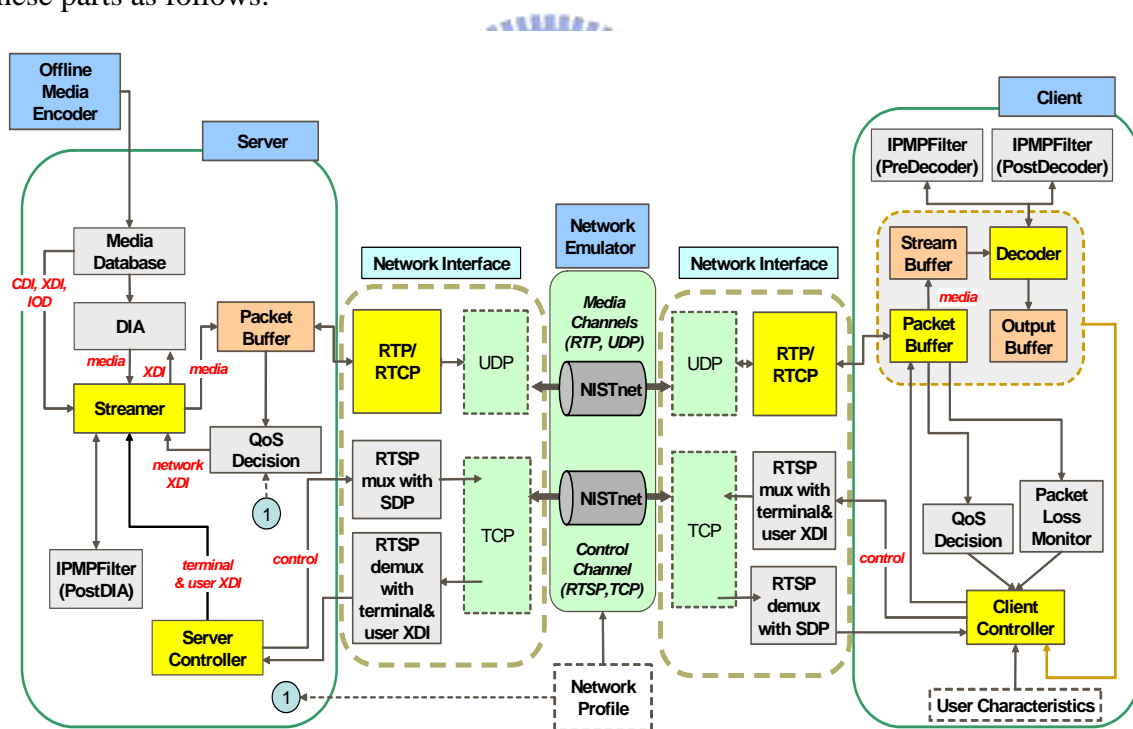 these parts as follows.
Offline
Media
Encoder
Server
Media
Database
CDI, XDI,
IOD
DIA
media
XDI
media
Packet
Buffer
Streamer
network
XDI
QoS
Decision
1
IPMPFilter
(PostDIA)
terminal
& user XDI
control
Server
Controller
1
Network Interface
RTP/
RTCP
UDP
RTSP
mux with
SDP
TCP
RTSP
demux
with
terminal&
user XDI
Network
Emulator
Media
Channels
(RTP, UDP)
NISTnet
NISTnet
Control
Channel
(RTSP,TCP)
Network
Profile
Network Interface
UDP
RTP/
RTCP
TCP
RTSP
mux with
terminal&
user XDI
RTSP
demux
with SDP
control
Client
IPMPFilter
(PreDecoder)
IPMPFilter
(PostDecoder)
Stream
Buffer
Decoder
media
Packet
Buffer
Output
Buffer
QoS
Decision
Packet
Loss
Monitor
Client
Controller
User Characteristics